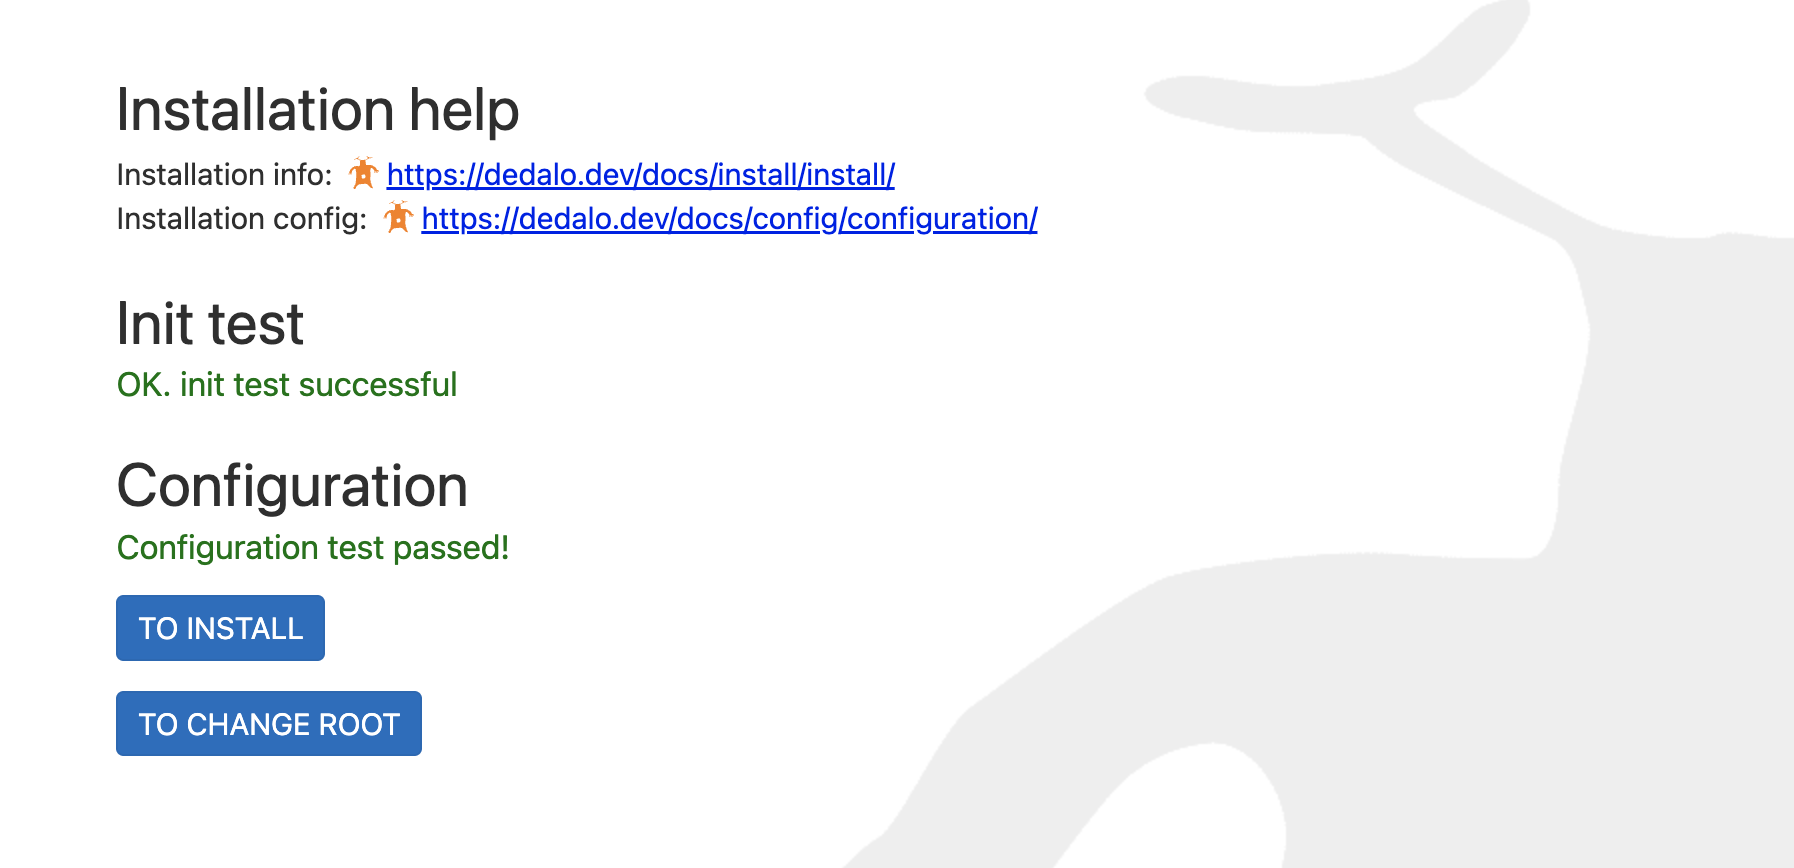 Installation help
Installation info: https://dedalo.dev/docs/install/install/
Installation config: https://dedalo.dev/docs/config/configuration/
Init test
OK. init test successful
Configuration
Configuration test passed!
TO INSTALL
TO CHANGE ROOT